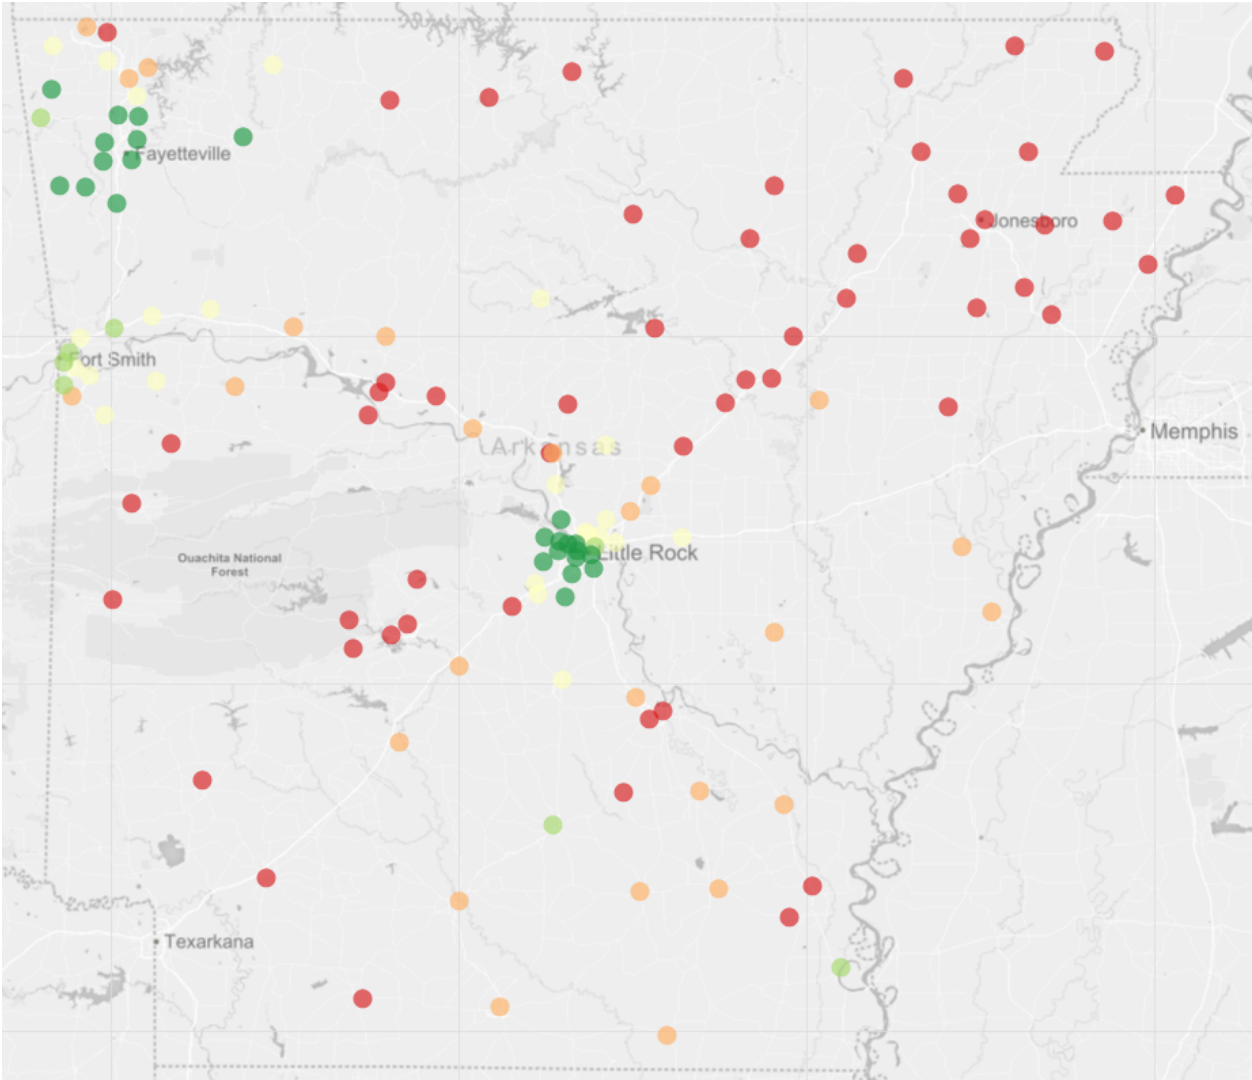 Fayetteville
Jonesboro
Fort Smith
Arkansas
Memphis
Little Rock
Ouachita National
Forest
Texarkana